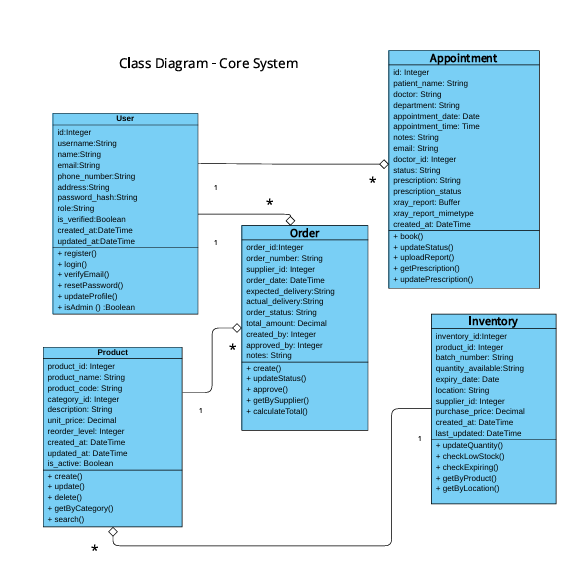 Class Diagram - Core System
User
id:Integer
username:String
name:String
email:String
phone_number:String
address:String
password_hash:String
role:String
is_verified:Boolean
created_at:DateTime
updated_at:DateTime
+ register()
+ login()
+ verifyEmail()
+ resetPassword()
+ updateProfile()
+ isAdmin () :Boolean
1
*
1
*
Appointment
id: Integer
patient_name: String
doctor: String
department: String
appointment_date: Date
appointment_time: Time
notes: String
email: String
doctor_id: Integer
status: String
prescription: String
prescription_status
xray_report: Buffer
xray_report_mimetype
created_at: DateTime
+ book()
+ updateStatus()
+ uploadReport()
+ getPrescription()
+ updatePrescription()
Order
order_id:Integer
order_number: String
supplier_id: Integer
order_date: DateTime
expected_delivery:String
actual_delivery:String
order_status: String
total_amount: Decimal
created_by: Integer
approved_by: Integer
notes: String
+ create()
+ updateStatus()
+ approve()
+ getBySupplier()
+ calculateTotal()
*
1
Product
product_id: Integer
product_name: String
product_code: String
category_id: Integer
description: String
unit_price: Decimal
reorder_level: Integer
created_at: DateTime
updated_at: DateTime
is_active: Boolean
+ create()
+ update()
+ delete()
+ getByCategory()
+ search()
*
1
Inventory
inventory_id:Integer
product_id: Integer
batch_number: String
quantity_available:String
expiry_date: Date
location: String
supplier_id: Integer
purchase_price: Decimal
created_at: DateTime
last_updated: DateTime
+ updateQuantity()
+ checkLowStock()
+ checkExpiring()
+ getByProduct()
+ getByLocation()